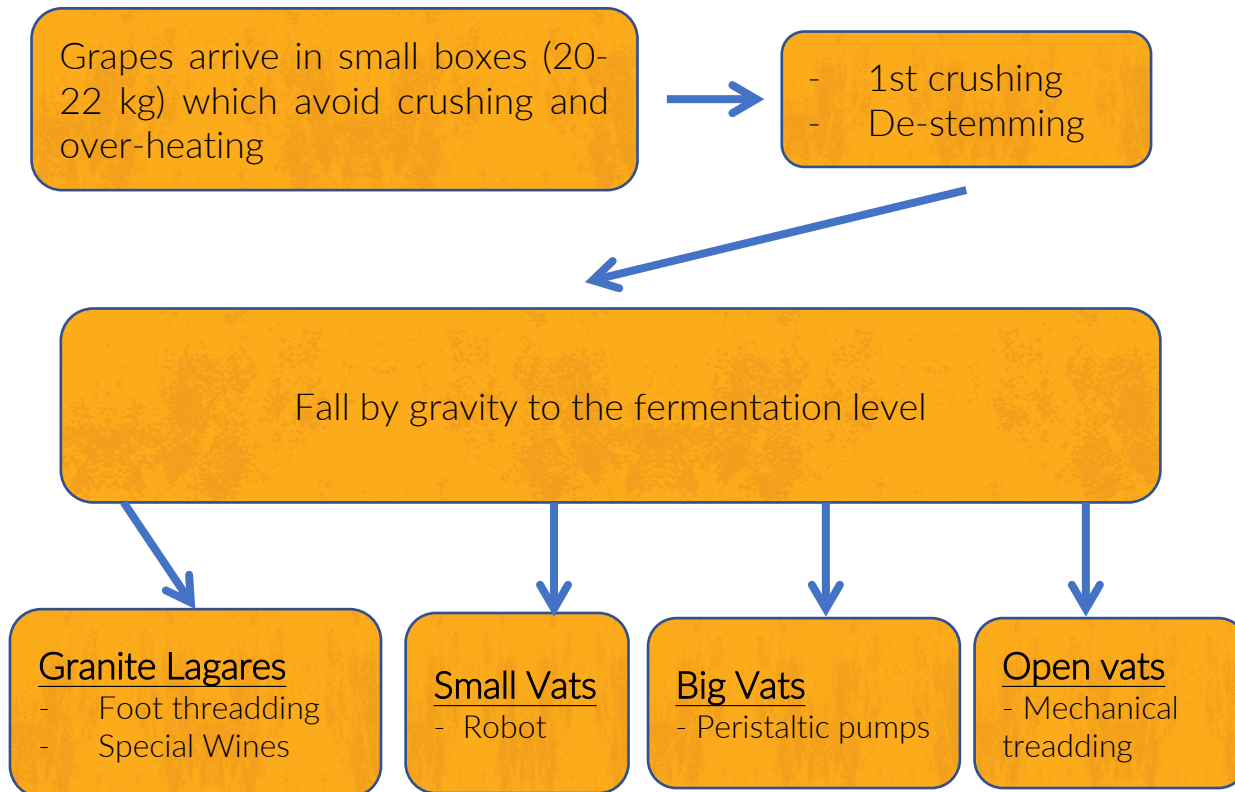 Grapes arrive in small boxes (20-
22 kg) which avoid crushing and
over-heating
- 1st crushing
- De-stemming
Fall by gravity to the fermentation level
Granite Lagares
- Foot threadding
- Special Wines
Small Vats
- Robot
Big Vats
- Peristaltic pumps
Open vats
- Mechanical
treadding